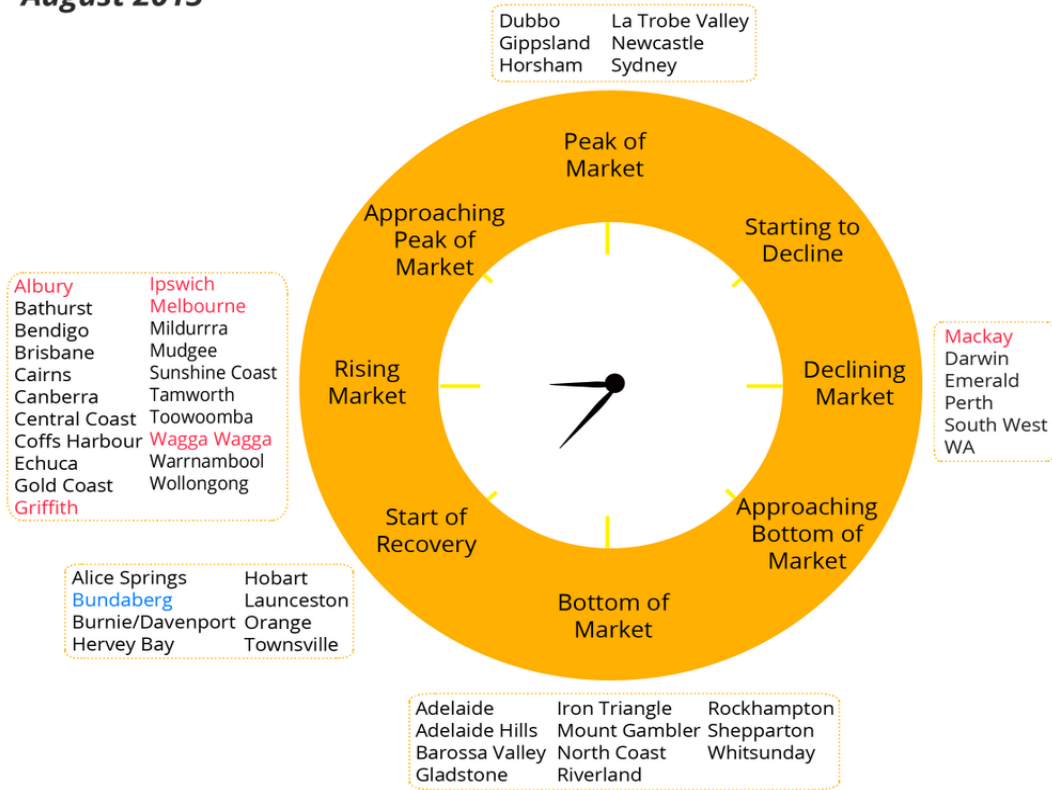 August 2015
Dubbo
Gippsland
Horsham
La Trobe Valley
Newcastle
Sydney
Peak of
Market
Approaching
Peak of
Market
Starting to
Decline
Albury
Bathurst
Bendigo
Brisbane
Cairns
Canberra
Central Coast
Coffs Harbour
Echuca
Gold Coast
Griffith
Ipswich
Melbourne
Mildurrra
Mudgee
Sunshine Coast
Tamworth
Toowoomba
Wagga Wagga
Warrnambool
Wollongong
Rising
Market
Declining
Market
Mackay
Darwin
Emerald
Perth
South West
WA
Start of
Recovery
Approaching
Bottom of
Market
Alice Springs
Bundaberg
Burnie/Davenport
Hervey Bay
Hobart
Launceston
Orange
Townsville
Bottom of
Market
Adelaide
Adelaide Hills
Barossa Valley
Gladstone
Iron Triangle
Mount Gambler
North Coast
Riverland
Rockhampton
Shepparton
Whitsunday